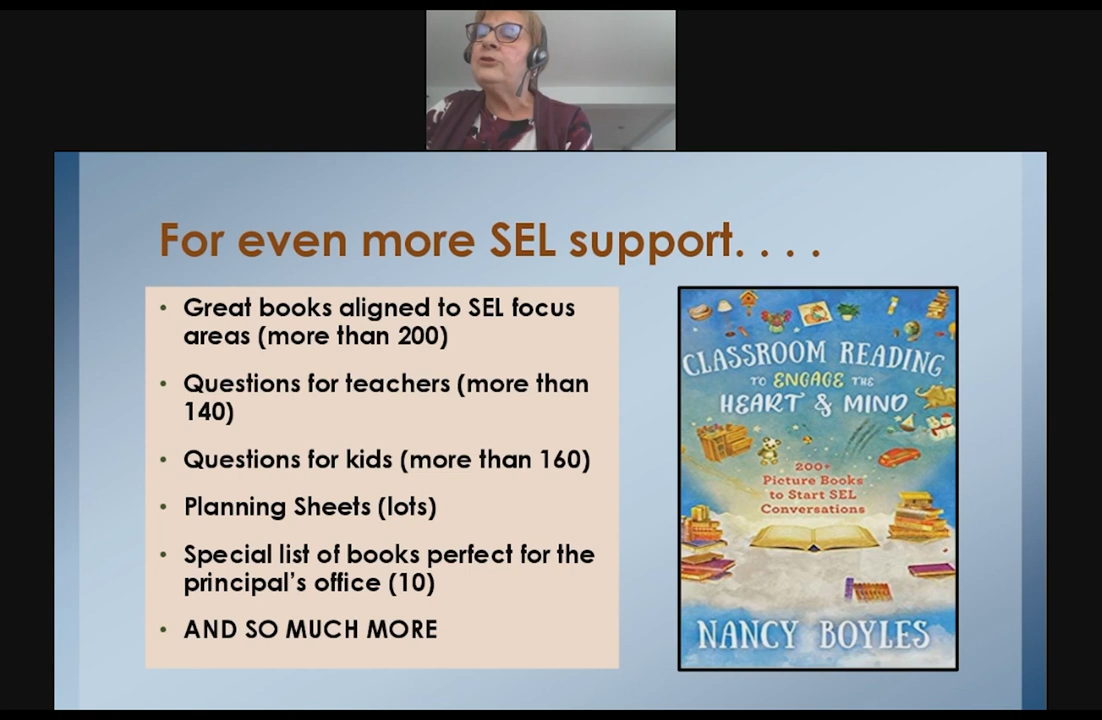 For even more SEL support. . . .
• Great books aligned to SEL focus
areas (more than 200)
• Questions for teachers (more than
140)
• Questions for kids (more than 160)
• Planning Sheets (lots)
• Special list of books perfect for the
principal's office (10)
• AND SO MUCH MORE
CLASSROOM READING
TO ENGAGE THE
HEART & MIND
200+
Picture Books
to Start SEL
Conversations
NANCY BOYLES